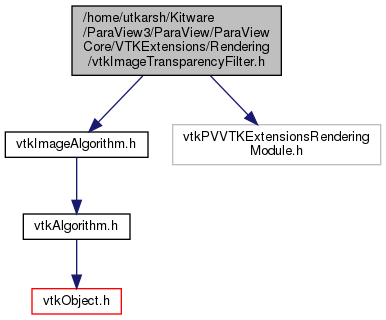 /home/utkarsh/Kitware
/ParaView3/ParaView/ParaView
Core/VTKExtensions/Rendering
/vtkImageTransparencyFilter.h
vtkImageAlgorithm.h
vtkPVVTKExtensionsRendering
Module.h
vtkAlgorithm.h
vtkObject.h